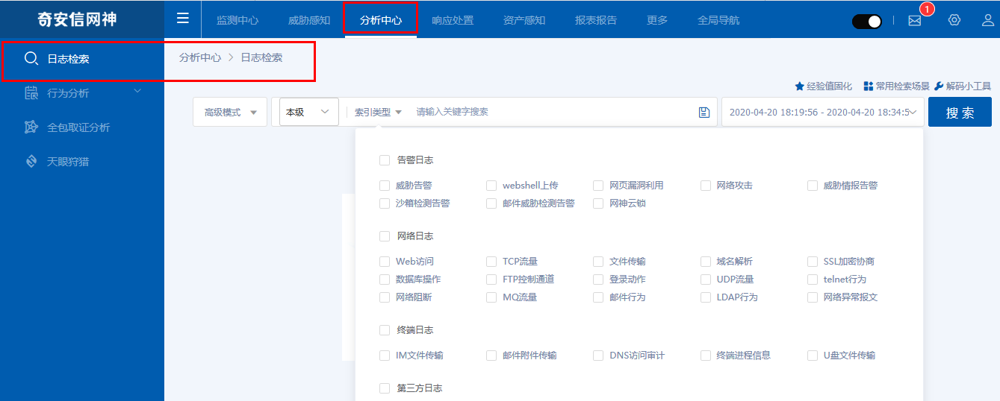 奇安信网神
监测中心 威胁感知 分析中心 响应处置 资产感知 报表报告 更多 全局导航 1
日志检索
分析中心 > 日志检索
行为分析
全包取证分析
天眼狩猎
经验值固化 常用检索场景 解码小工具
高级模式 本级 索引类型 请输入关键字搜索 2020-04-20 18:19:56 - 2020-04-20 18:34:5 搜索
告警日志
威胁告警 webshell上传 网页漏洞利用 网络攻击 威胁情报告警
沙箱检测告警 邮件威胁检测告警 网神云锁
网络日志
Web访问 TCP流量 文件传输 域名解析 SSL加密协商
数据库操作 FTP控制通道 登录动作 UDP流量 telnet行为
网络阻断 MQ流量 邮件行为 LDAP行为 网络异常报文
终端日志
IM文件传输 邮件附件传输 DNS访问审计 终端进程信息 U盘文件传输
第三方日志